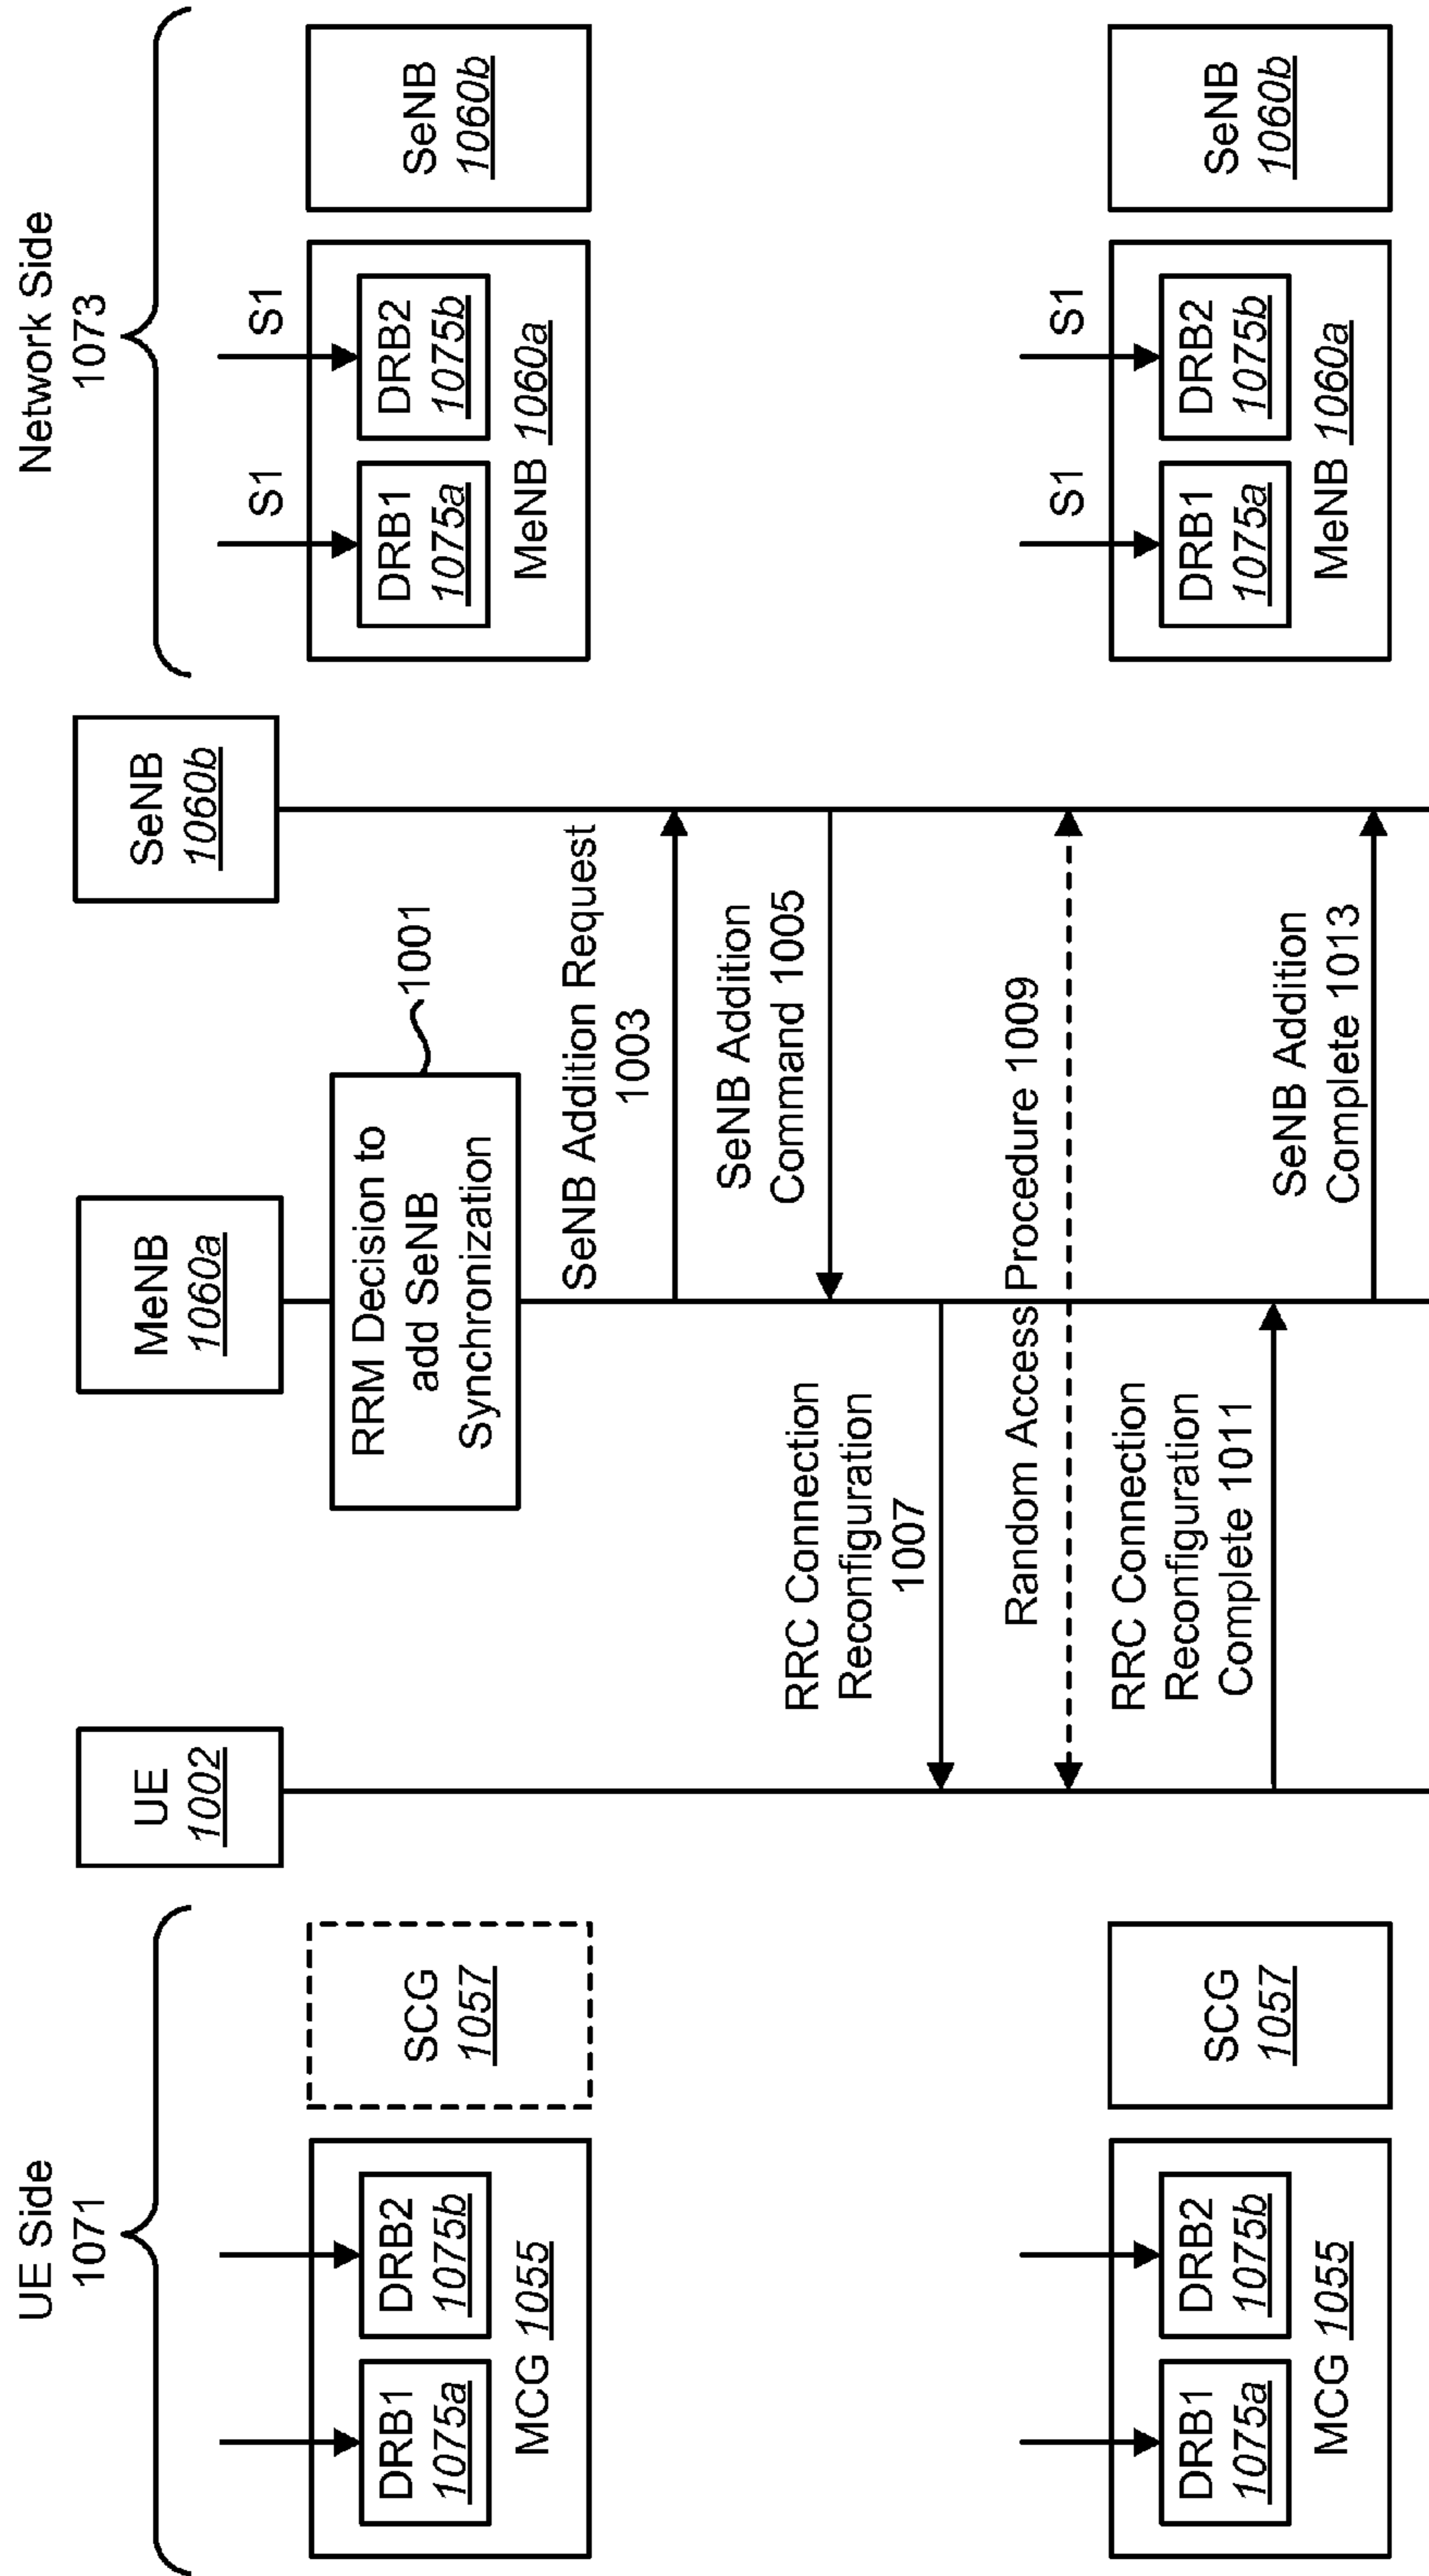 UE Side
1071
Network Side
1073
UE
1002
MeNB
1060a
SeNB
1060b
DRB1
1075a
DRB2
1075b
MCG 1055
SCG
1057
RRM Decision to
add SeNB
Synchronization
1001
S1
S1
DRB1
1075a
DRB2
1075b
MeNB 1060a
SeNB
1060b
SeNB Addition Request
1003
SeNB Addition
Command 1005
RRC Connection
Reconfiguration
1007
Random Access Procedure 1009
RRC Connection
Reconfiguration
Complete 1011
SeNB Addition
Complete 1013
DRB1
1075a
DRB2
1075b
MCG 1055
SCG
1057
S1
S1
DRB1
1075a
DRB2
1075b
MeNB 1060a
SeNB
1060b